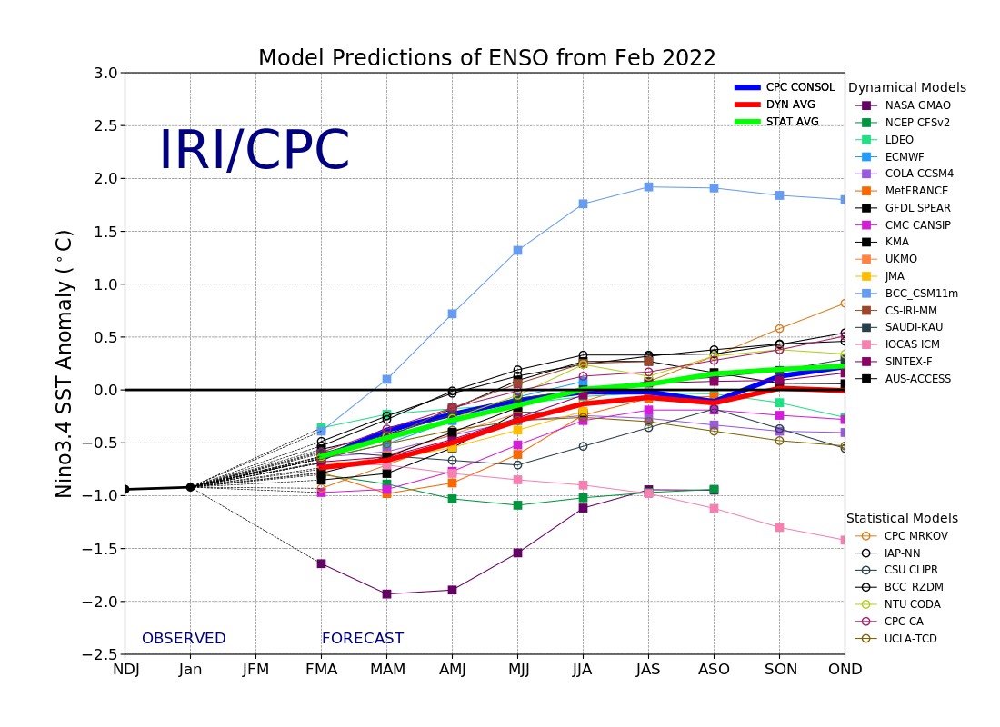 Model Predictions of ENSO from Feb 2022
IRI/CPC
CPC CONSOL
DYN AVG
STAT AVG
Nino3.4 SST Anomaly (°C)
3.0
2.5
2.0
1.5
1.0
0.5
0.0
−0.5
−1.0
−1.5
−2.0
−2.5
OBSERVED FORECAST
NDJ Jan JFM FMA MAM AMJ MJJ JJA JAS ASO SON OND
Dynamical Models
NASA GMAO
NCEP CFSv2
LDEO
ECMWF
COLA CCSM4
MetFRANCE
GFDL SPEAR
CMC CANSIP
KMA
UKMO
JMA
BCC_CSM11m
CS-IRI-MM
SAUDI-KAU
IOCAS ICM
SINTEX-F
AUS-ACCESS
Statistical Models
CPC MRKOV
IAP-NN
CSU CLIPR
BCC_RZDM
NTU CODA
CPC CA
UCLA-TCD